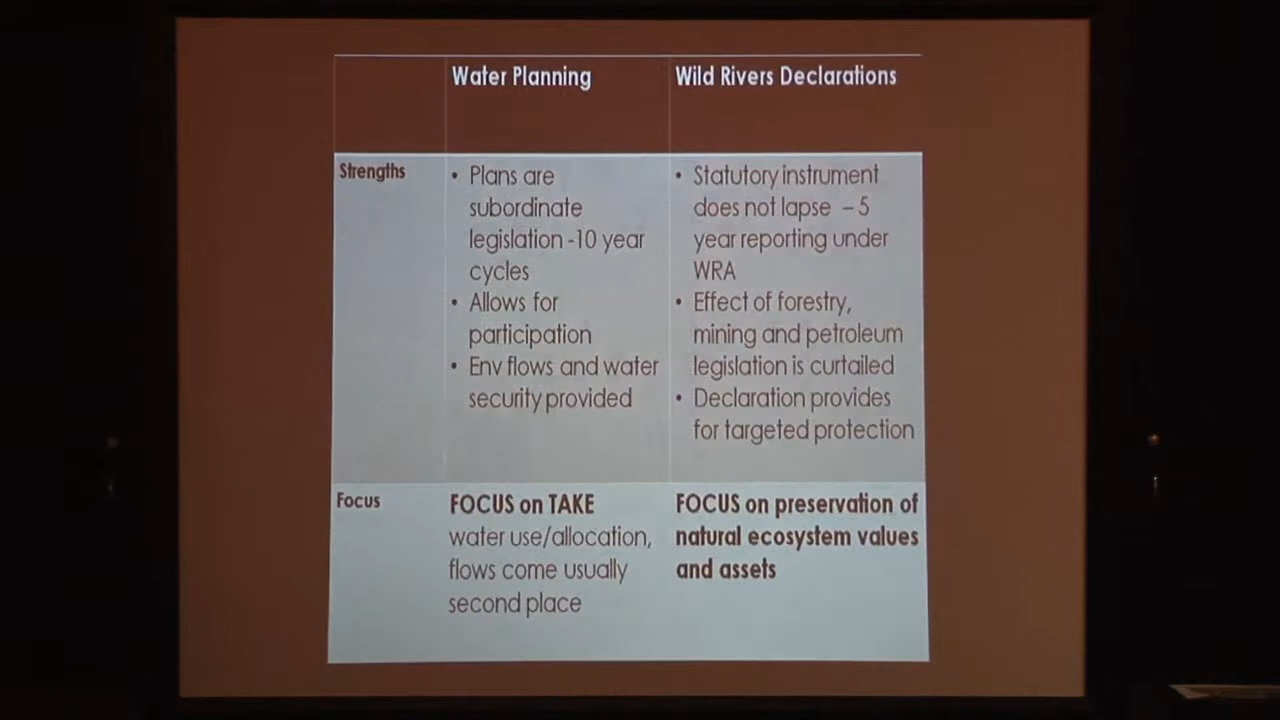 Water Planning
Wild Rivers Declarations
Strengths
• Plans are
subordinate
legislation -10 year
cycles
• Allows for
participation
• Env flows and water
security provided
• Statutory instrument
does not lapse – 5
year reporting under
WRA
• Effect of forestry,
mining and petroleum
legislation is curtailed
• Declaration provides
for targeted protection
Focus
FOCUS on TAKE
water use/allocation,
flows come usually
second place
FOCUS on preservation of
natural ecosystem values
and assets